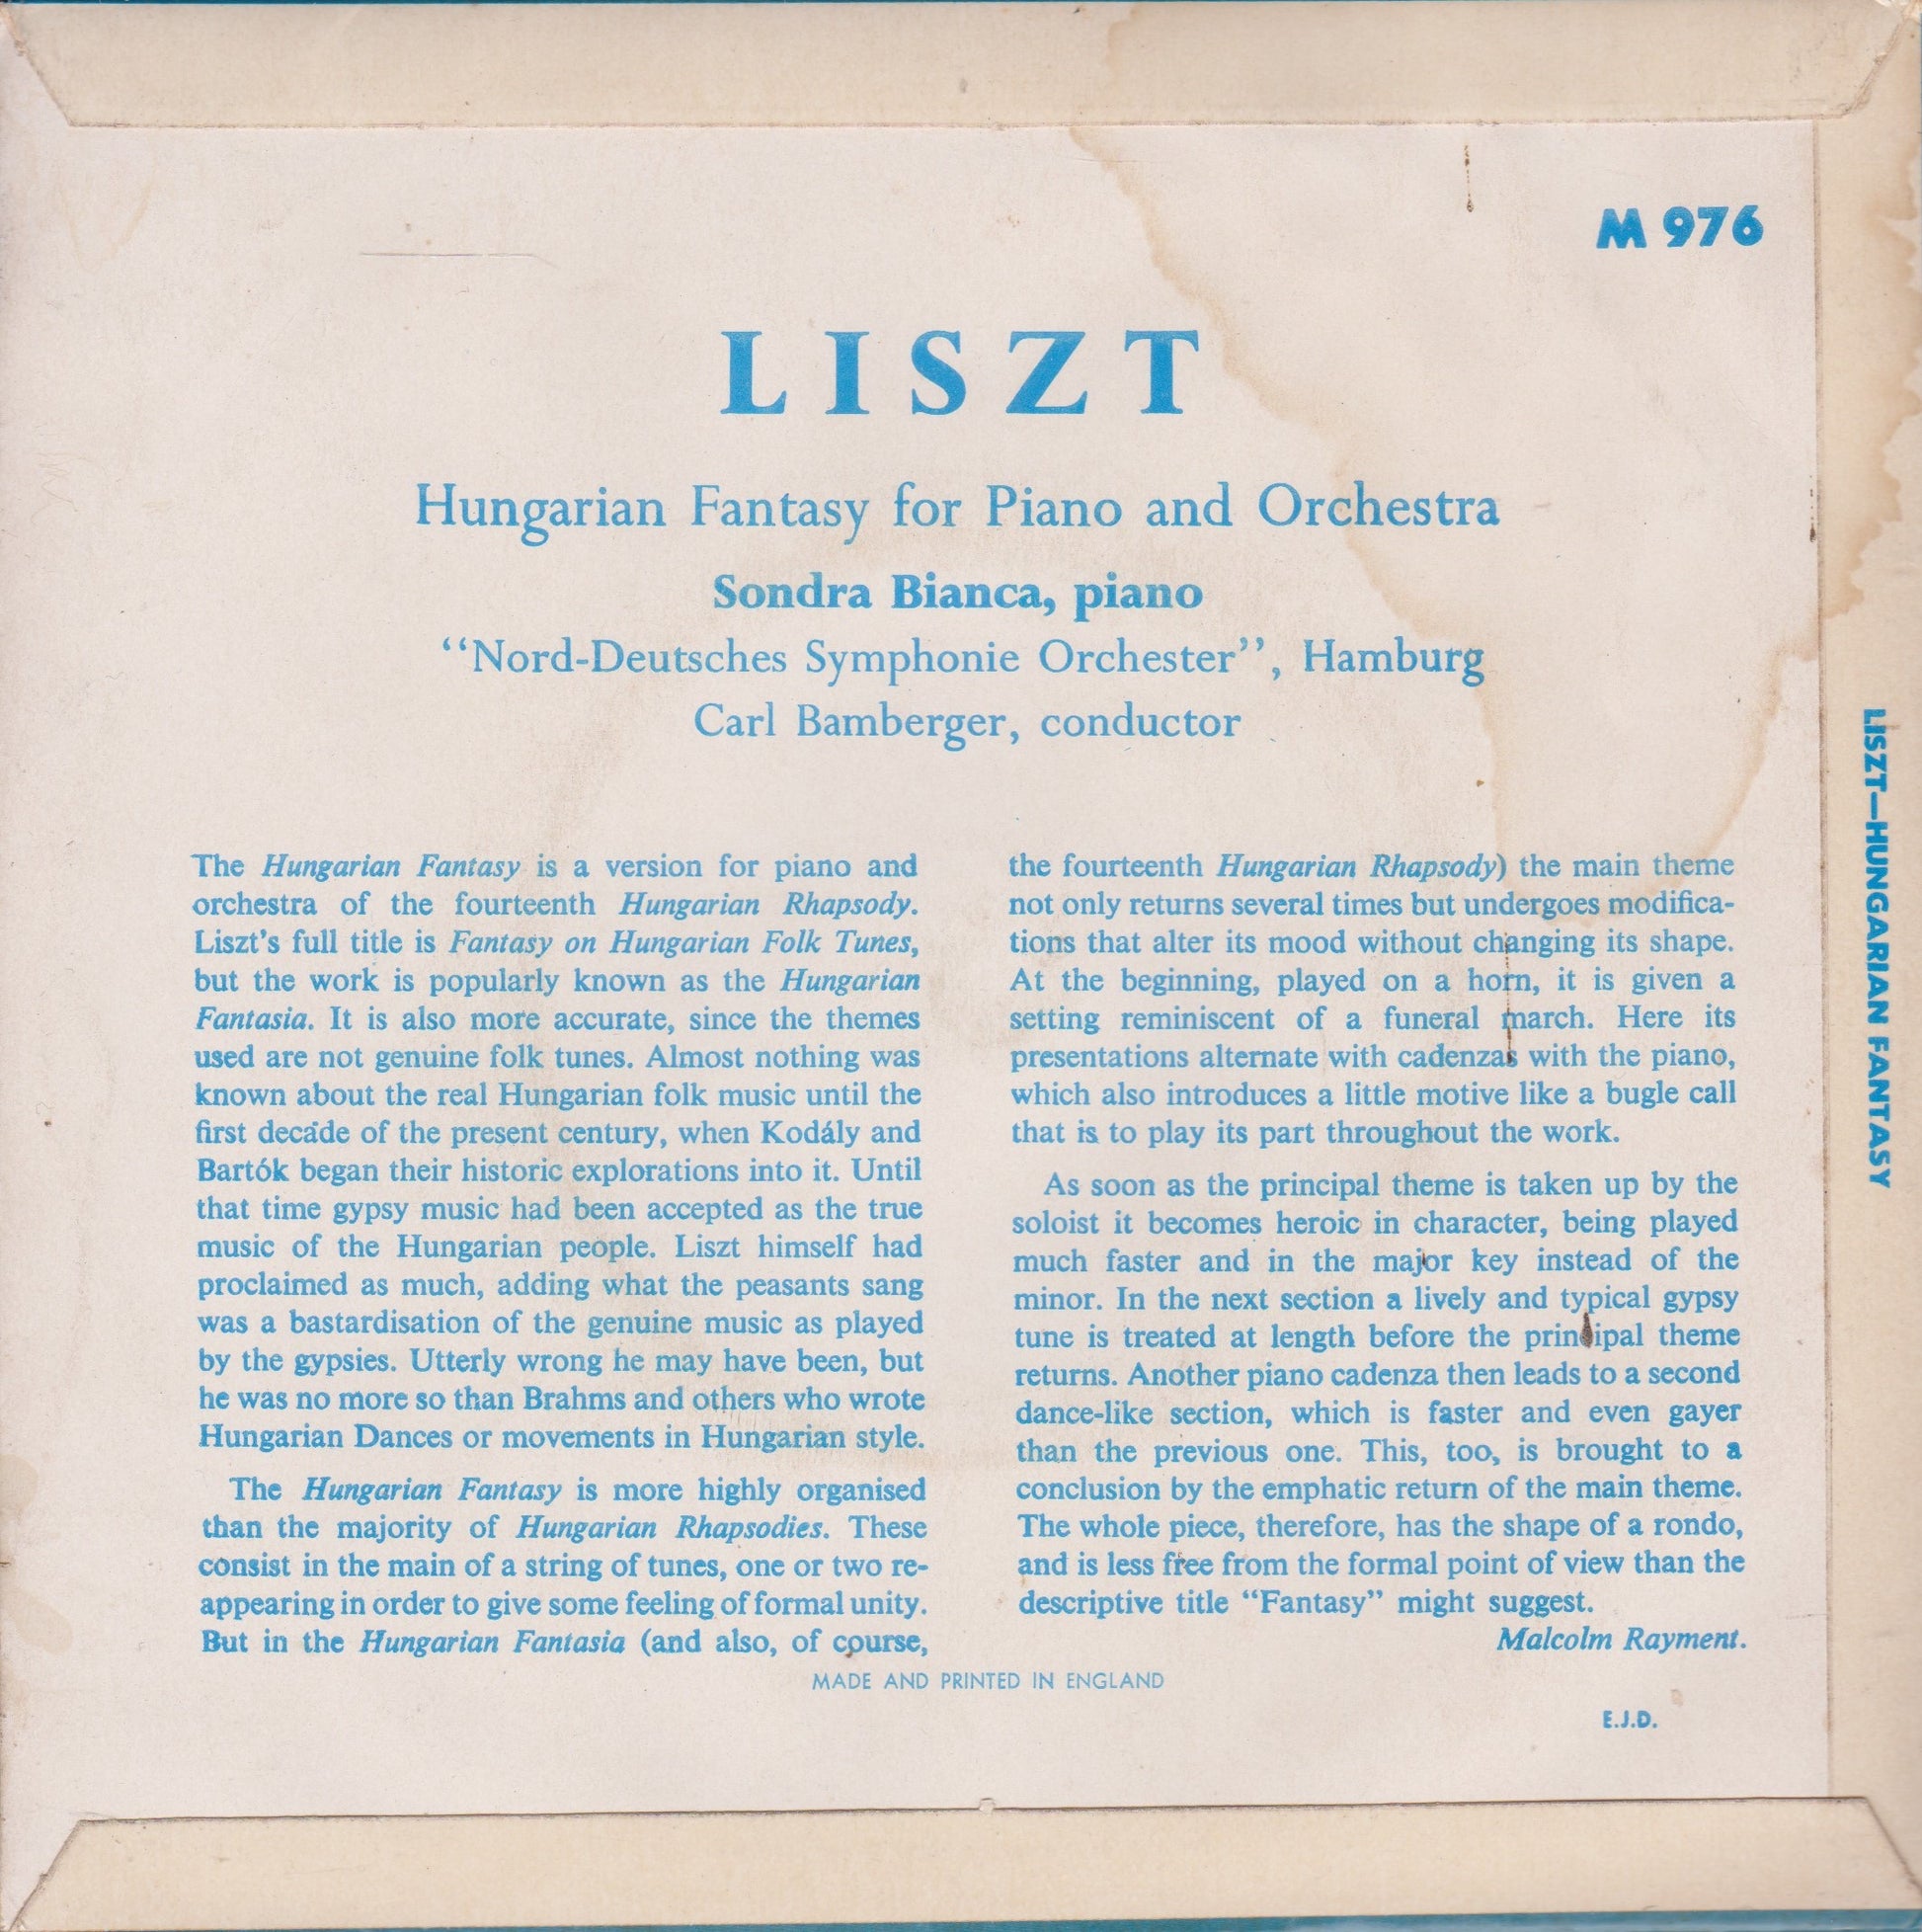 M 976
LISZT
Hungarian Fantasy for Piano and Orchestra
Sondra Bianca, piano
“Nord-Deutsches Symphonie Orchester”, Hamburg
Carl Bamberger, conductor
The Hungarian Fantasy is a version for piano and
orchestra of the fourteenth Hungarian Rhapsody.
Liszt's full title is Fantasy on Hungarian Folk Tunes,
but the work is popularly known as the Hungarian
Fantasia. It is also more accurate, since the themes
used are not genuine folk tunes. Almost nothing was
known about the real Hungarian folk music until the
first decade of the present century, when Kodály and
Bartók began their historic explorations into it. Until
that time gypsy music had been accepted as the true
music of the Hungarian people. Liszt himself had
proclaimed as much, adding what the peasants sang
was a bastardisation of the genuine music as played
by the gypsies. Utterly wrong he may have been, but
he was no more so than Brahms and others who wrote
Hungarian Dances or movements in Hungarian style.
The Hungarian Fantasy is more highly organised
than the majority of Hungarian Rhapsodies. These
consist in the main of a string of tunes, one or two re-
appearing in order to give some feeling of formal unity.
But in the Hungarian Fantasia (and also, of course,
the fourteenth Hungarian Rhapsody) the main theme
not only returns several times but undergoes modifica-
tions that alter its mood without changing its shape.
At the beginning, played on a horn, it is given a
setting reminiscent of a funeral march. Here its
presentations alternate with cadenzas with the piano,
which also introduces a little motive like a bugle call
that is to play its part throughout the work.
As soon as the principal theme is taken up by the
soloist it becomes heroic in character, being played
much faster and in the major key instead of the
minor. In the next section a lively and typical gypsy
tune is treated at length before the principal theme
returns. Another piano cadenza then leads to a second
dance-like section, which is faster and even gayer
than the previous one. This, too, is brought to a
conclusion by the emphatic return of the main theme.
The whole piece, therefore, has the shape of a rondo,
and is less free from the formal point of view than the
descriptive title “Fantasy” might suggest.
Malcolm Rayment.
MADE AND PRINTED IN ENGLAND
E.J.D.
LISZT—HUNGARIAN FANTASY